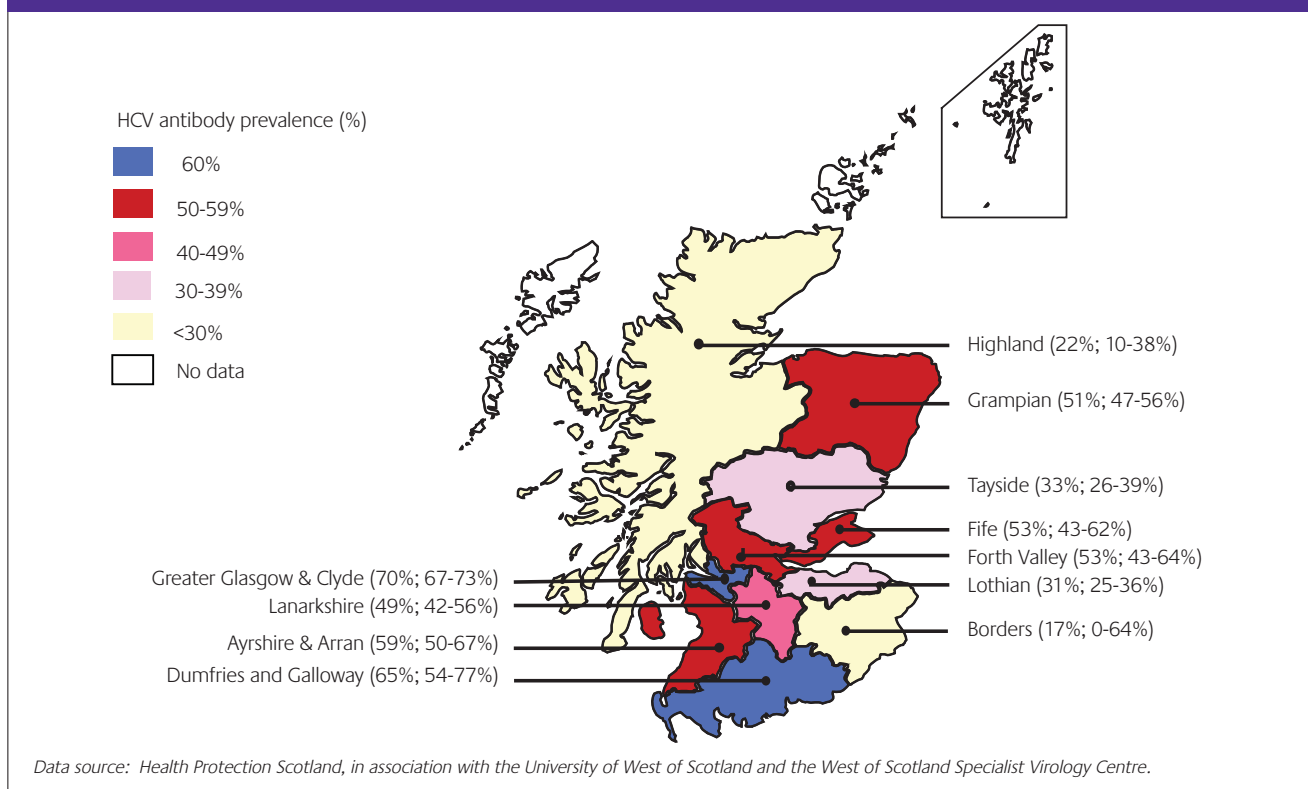 HCV antibody prevalence (%)
60%
50-59%
40-49%
30-39%
<30%
No data
Highland (22%; 10-38%)
Grampian (51%; 47-56%)
Tayside (33%; 26-39%)
Fife (53%; 43-62%)
Forth Valley (53%; 43-64%)
Lothian (31%; 25-36%)
Borders (17%; 0-64%)
Greater Glasgow & Clyde (70%; 67-73%)
Lanarkshire (49%; 42-56%)
Ayrshire & Arran (59%; 50-67%)
Dumfries and Galloway (65%; 54-77%)
Data source: Health Protection Scotland, in association with the University of West of Scotland and the West of Scotland Specialist Virology Centre.